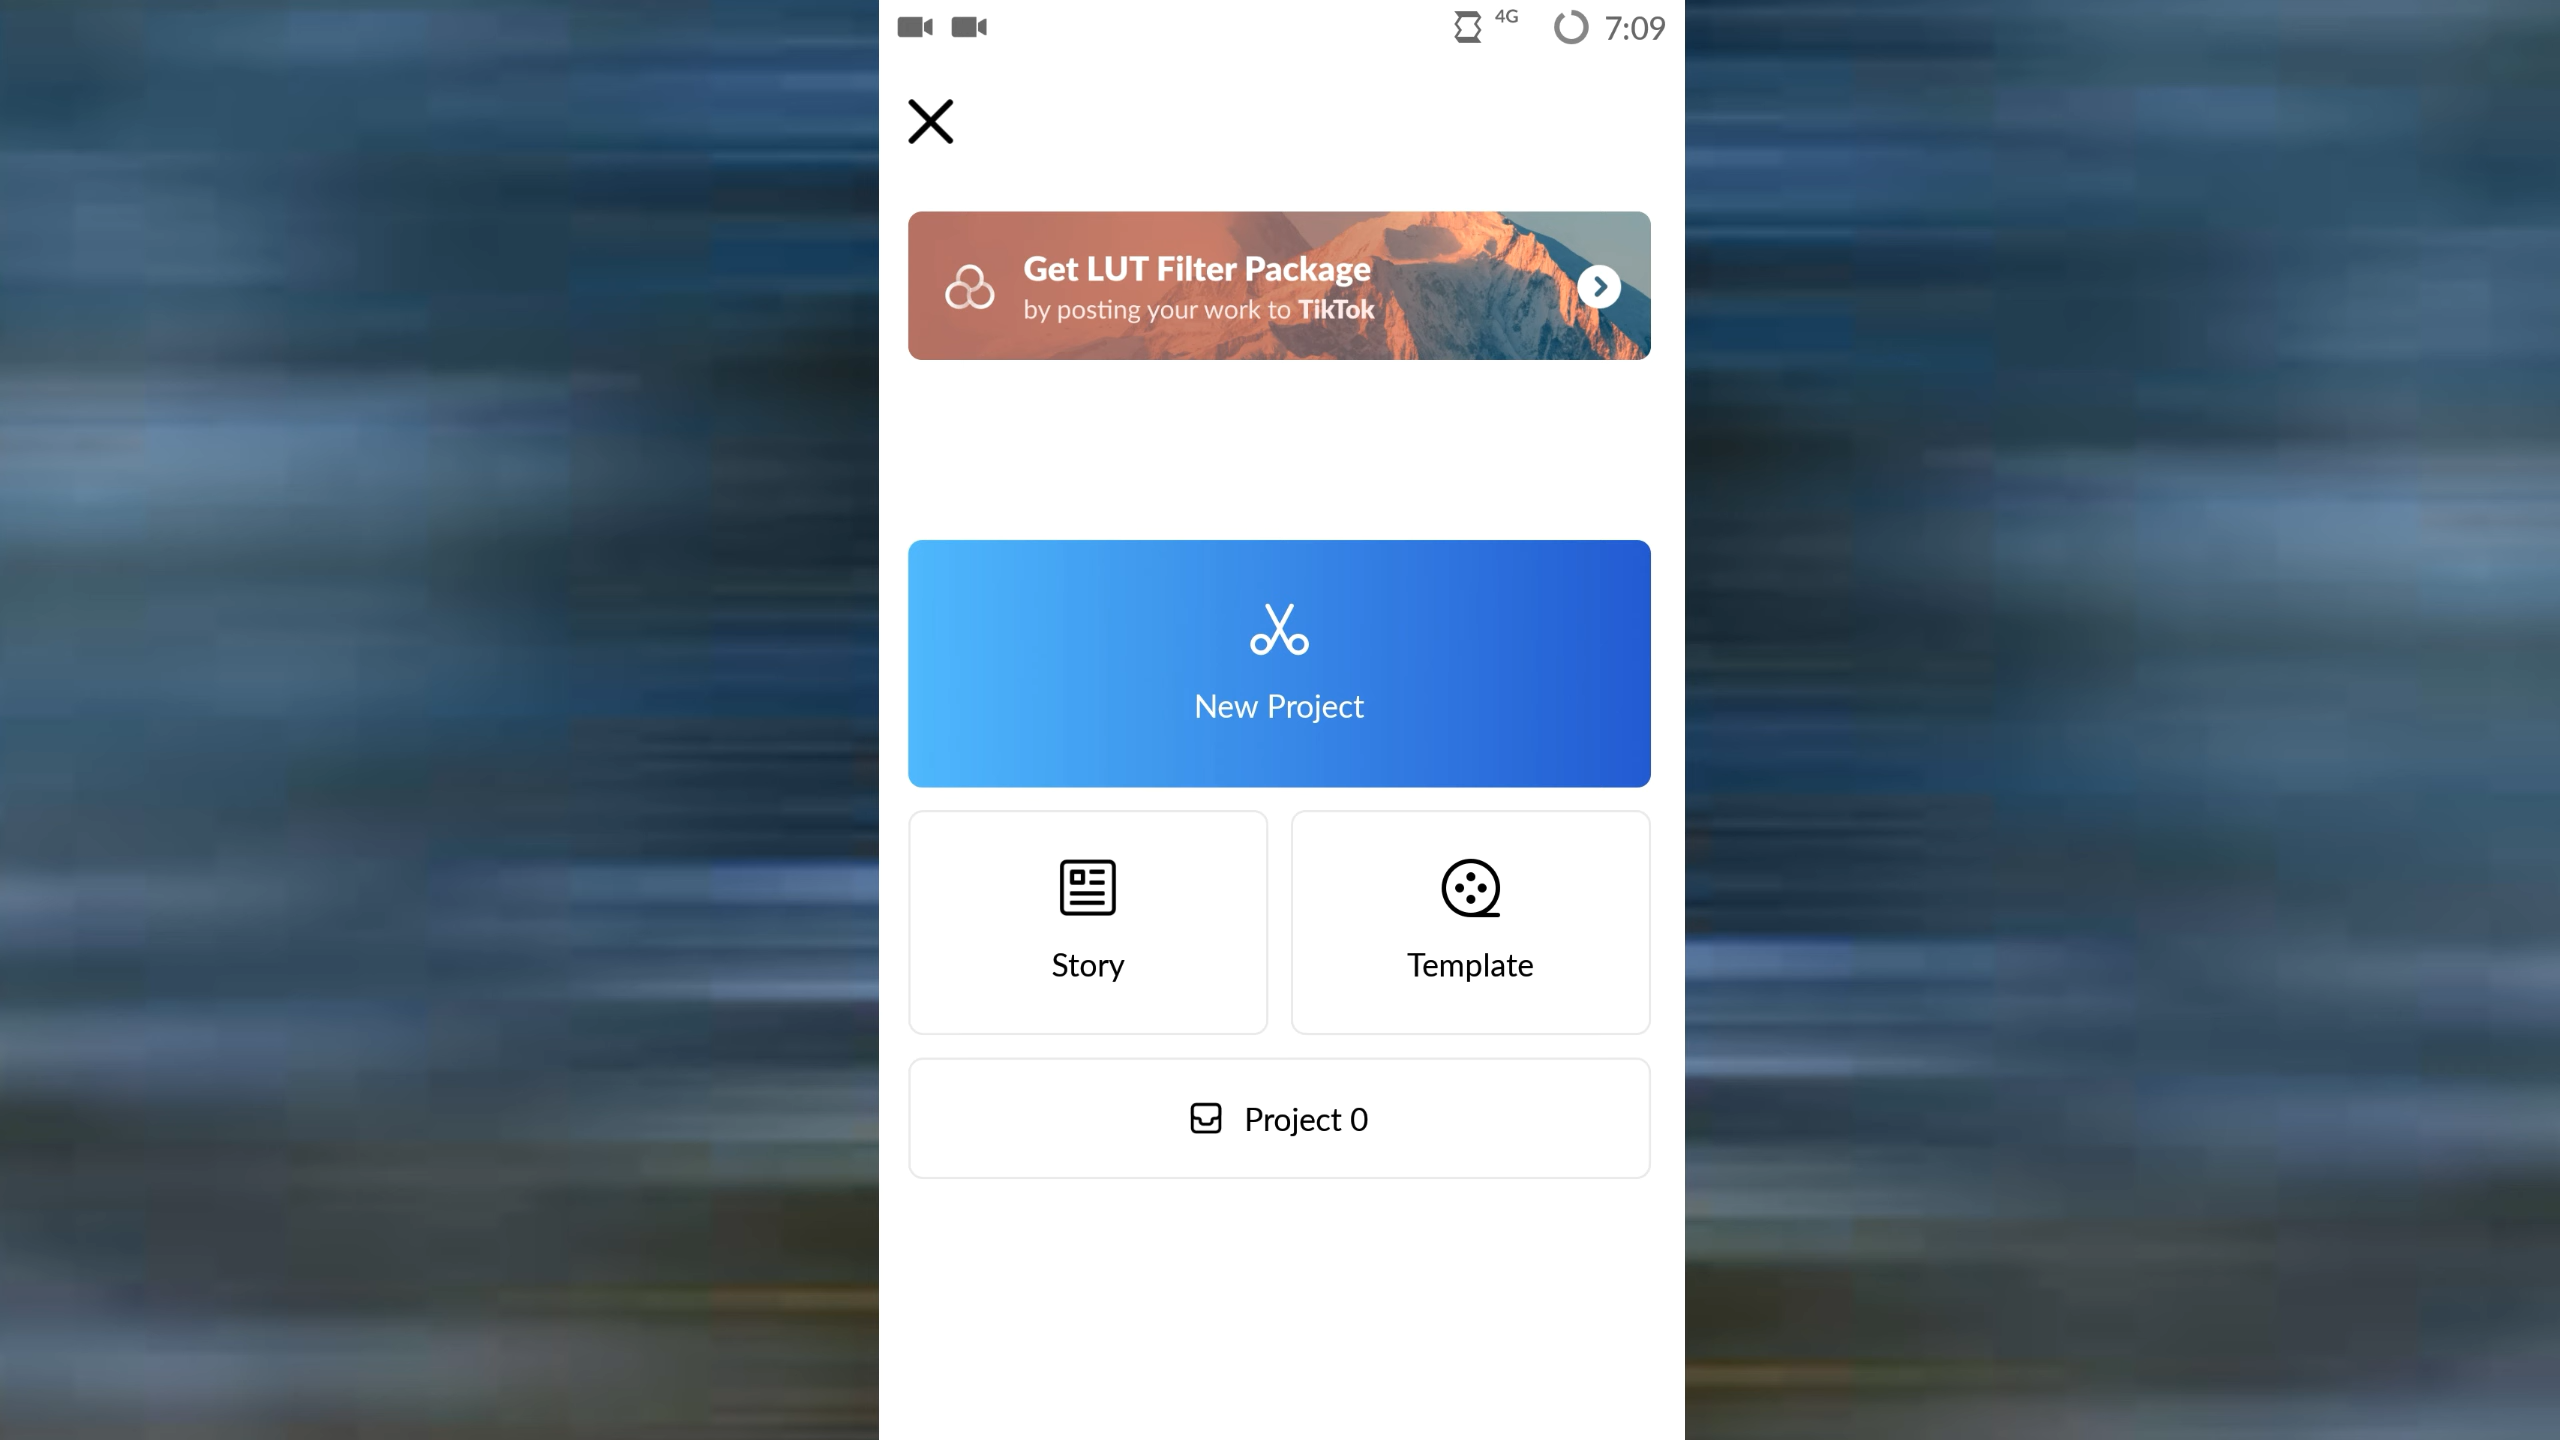 4G 7:09
Get LUT Filter Package
by posting your work to TikTok
New Project
Story
Template
Project 0